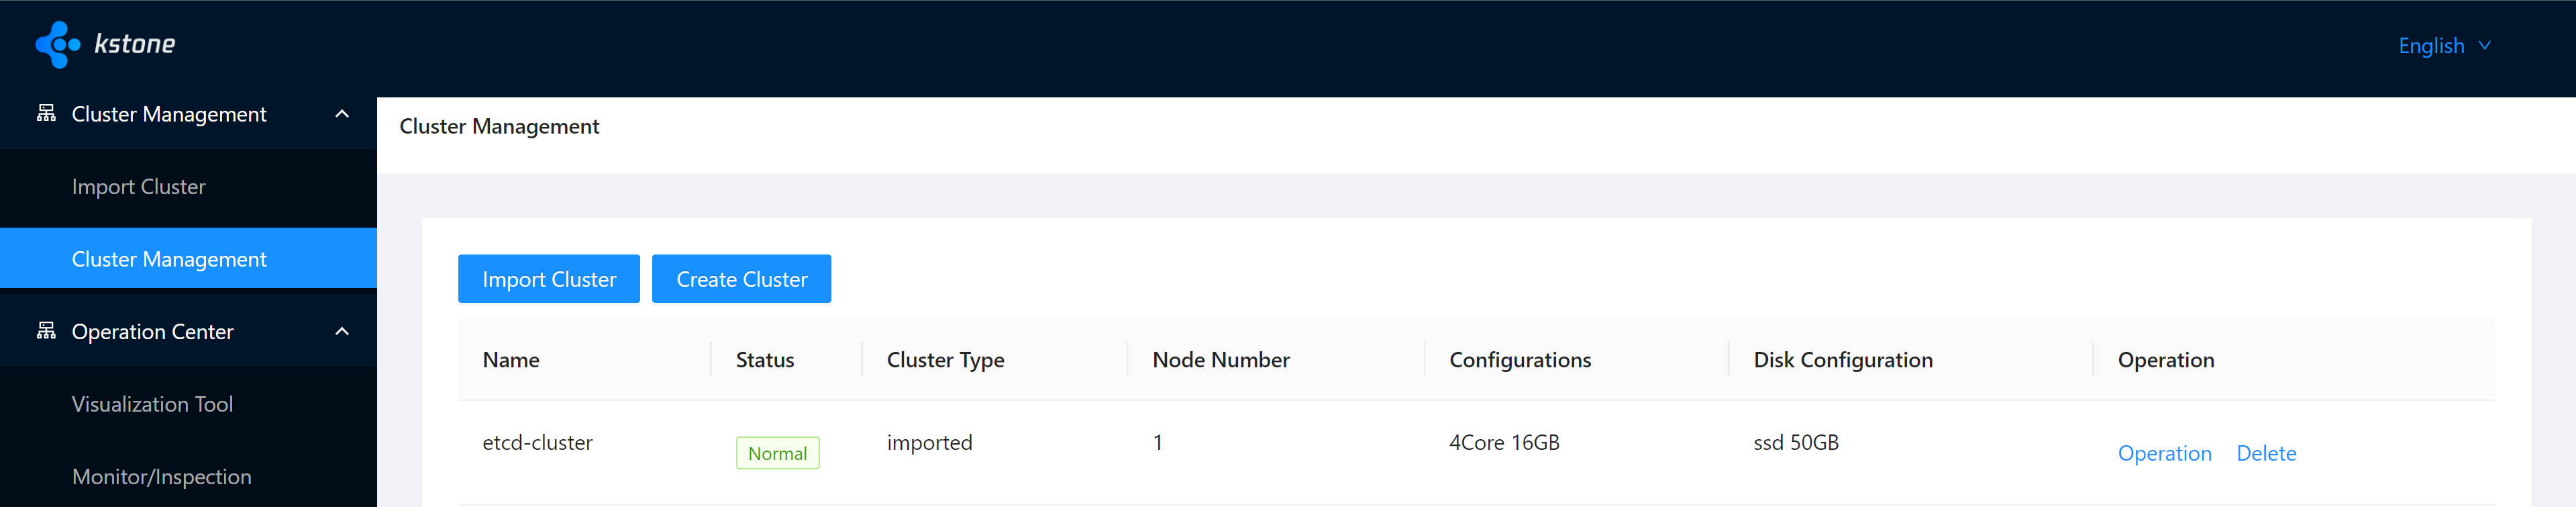 kstone
English
Cluster Management
Import Cluster
Cluster Management
Operation Center
Visualization Tool
Monitor/Inspection
Cluster Management
Import Cluster Create Cluster
Name Status Cluster Type Node Number Configurations Disk Configuration Operation
etcd-cluster Normal imported 1 4Core 16GB ssd 50GB Operation Delete